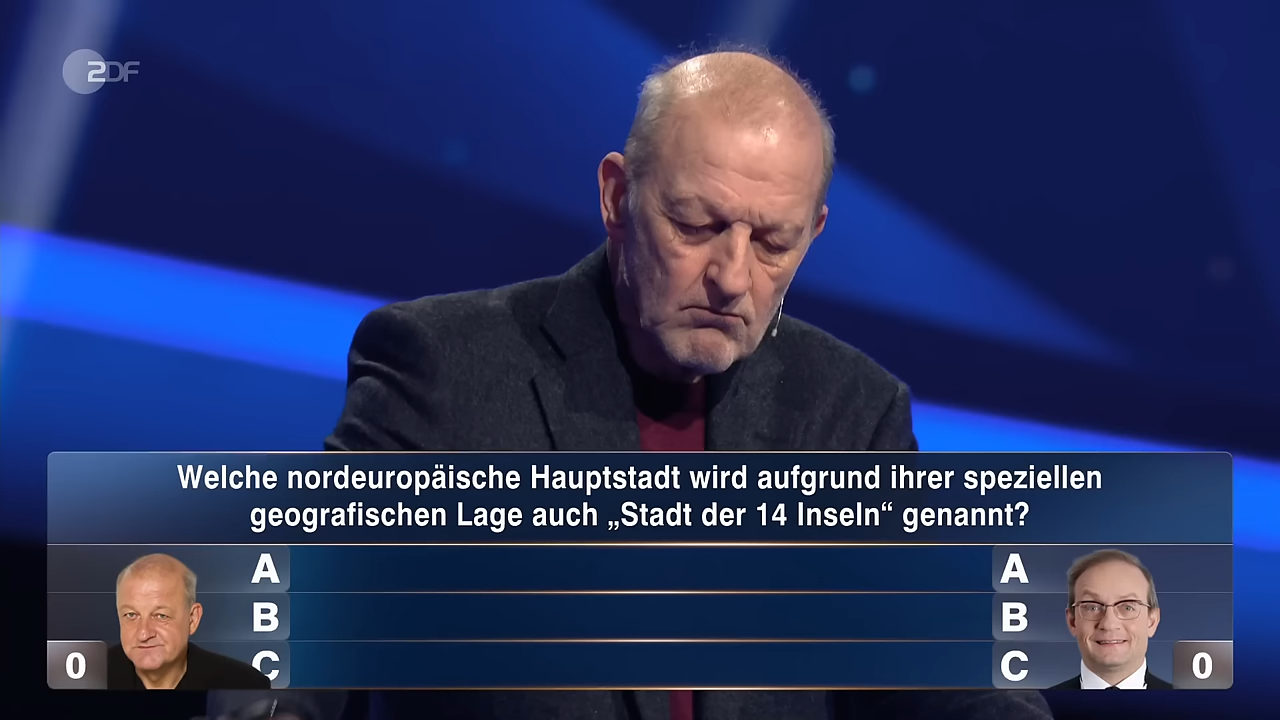 ZDF
Welche nordeuropäische Hauptstadt wird aufgrund ihrer speziellen
geografischen Lage auch „Stadt der 14 Inseln“ genannt?
A
A
B
B
0
C
C
0